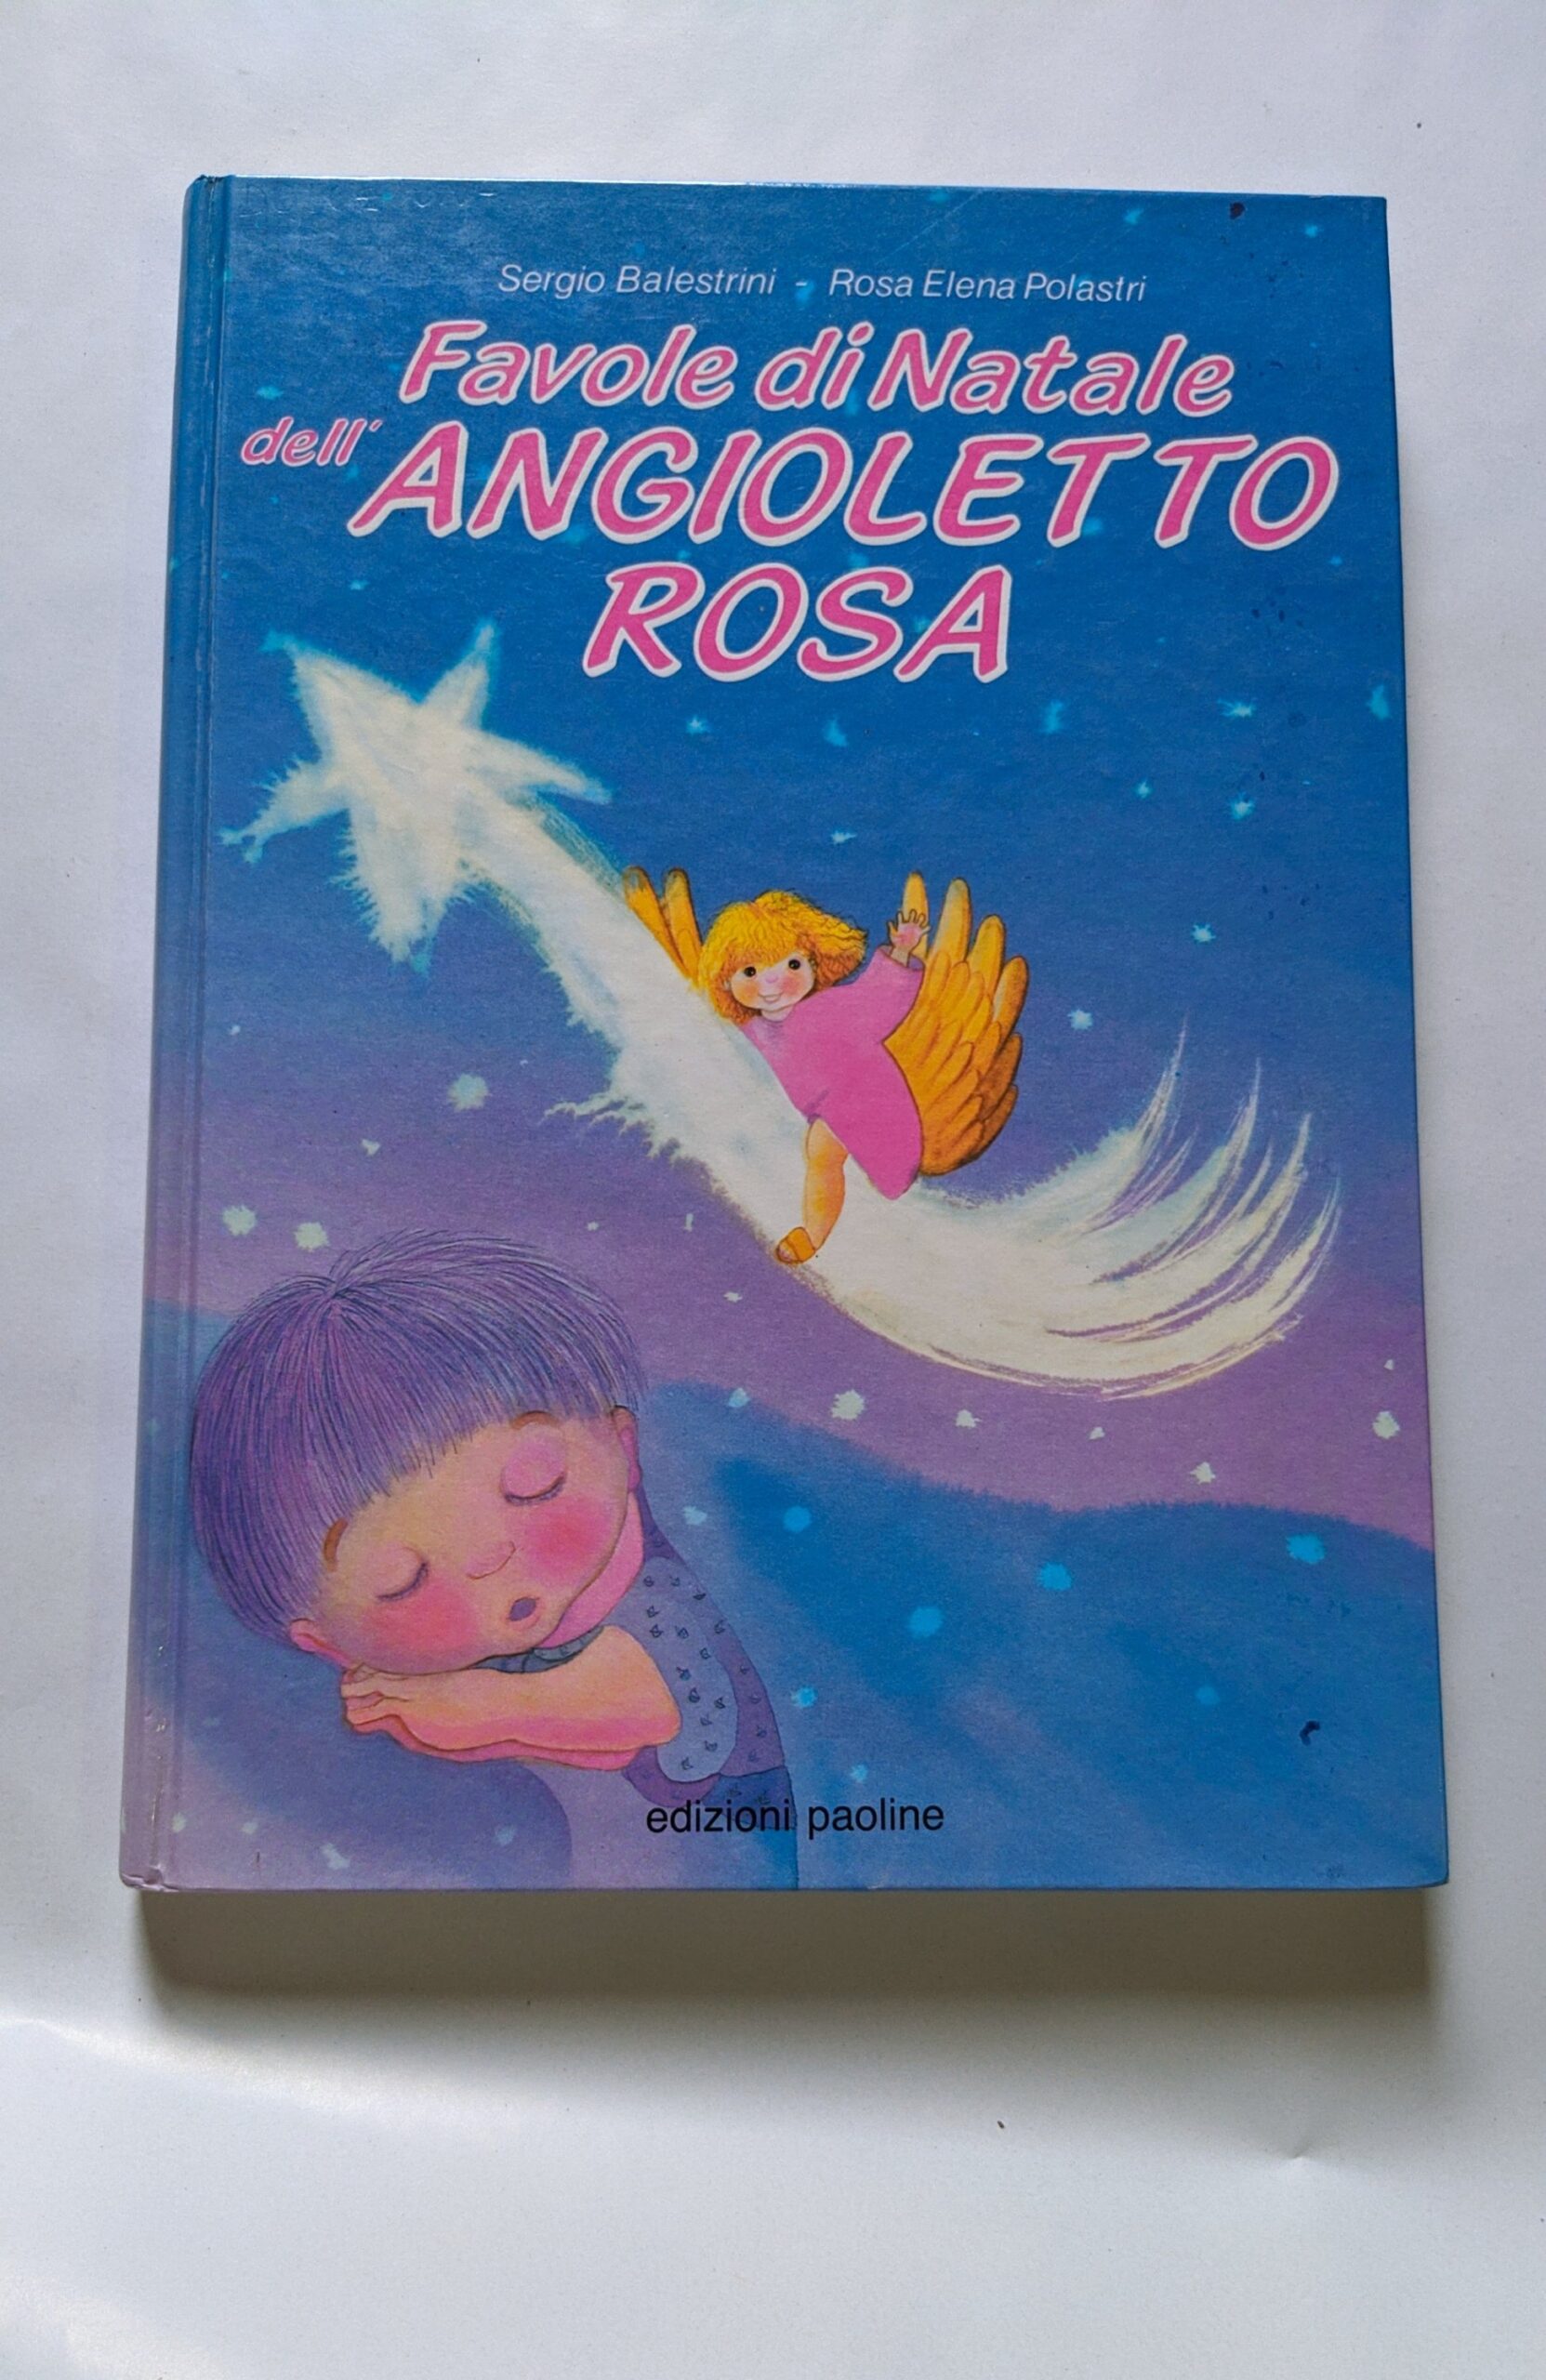 Sergio Balestrini - Rosa Elena Polastri
Favole di Natale
dell' ANGIOLETTO
ROSA
edizioni paoline